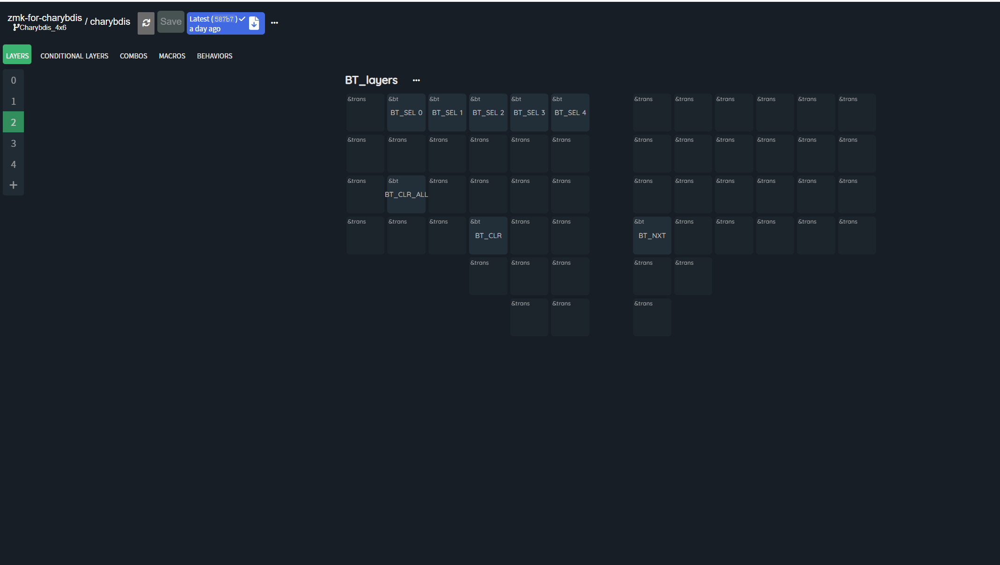 zmk-for-charybdis / charybdis
Charybdis_4x6
Save
Latest ( 587b7 )
a day ago
LAYERS CONDITIONAL LAYERS COMBOS MACROS BEHAVIORS
0
1
2
3
4
+
BT_layers
&trans &bt &bt &bt &bt &bt &trans &trans &trans &trans &trans &trans
BT_SEL 0 BT_SEL 1 BT_SEL 2 BT_SEL 3 BT_SEL 4
&trans &trans &trans &trans &trans &trans &trans &trans &trans &trans &trans &trans
&trans &bt &trans &trans &trans &trans &trans &trans &trans &trans &trans &trans
BT_CLR_ALL
&trans &trans &trans &bt &trans &trans &bt &trans &trans &trans &trans &trans
BT_CLR BT_NXT
&trans &trans &trans &trans &trans
&trans &trans &trans